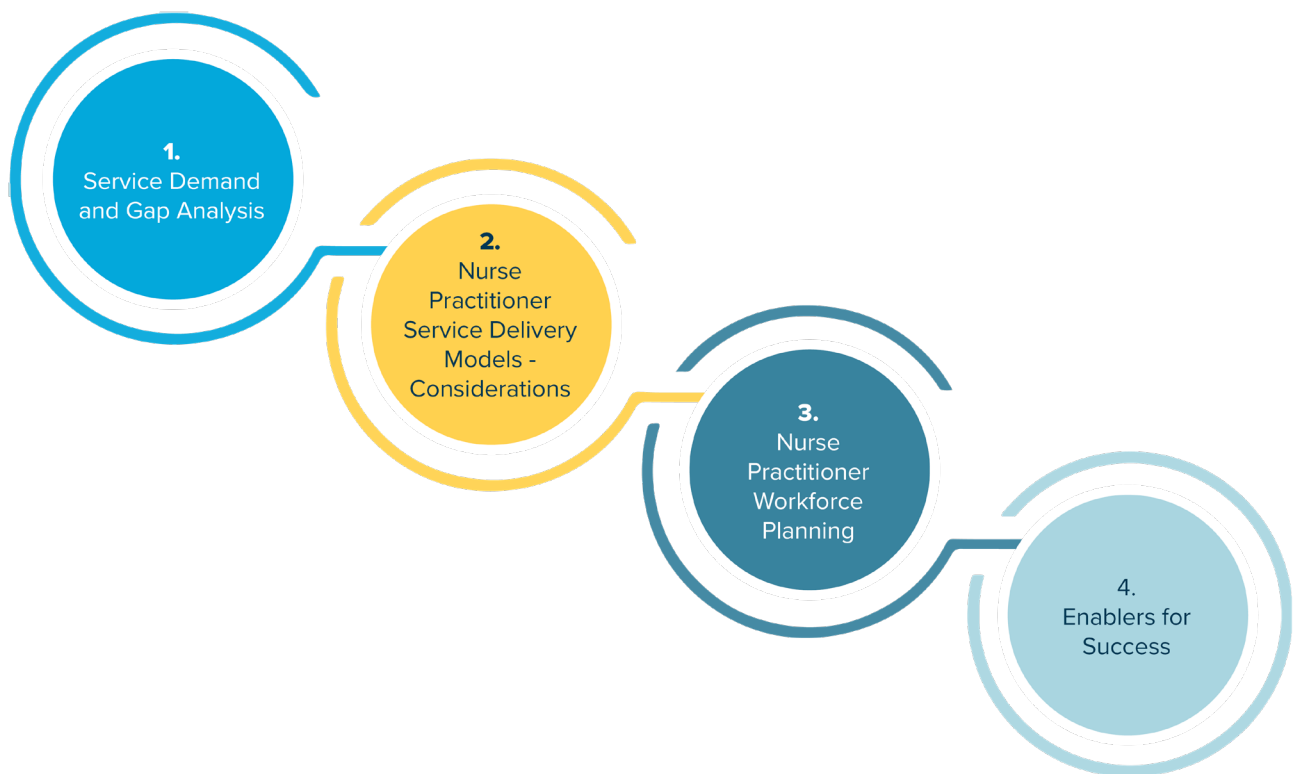 1.
Service Demand
and Gap Analysis
2.
Nurse
Practitioner
Service Delivery
Models -
Considerations
3.
Nurse
Practitioner
Workforce
Planning
4.
Enablers for
Success